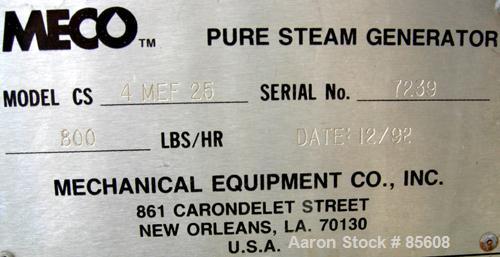 MECO™ PURE STEAM GENERATOR
MODEL CS 4 MEF 25 SERIAL No. 7239
800 LBS/HR DATE: 12/92
MECHANICAL EQUIPMENT CO., INC.
861 CARONDELET STREET
NEW ORLEANS, LA. 70130
U.S.A.
Aaron Stock # 85608